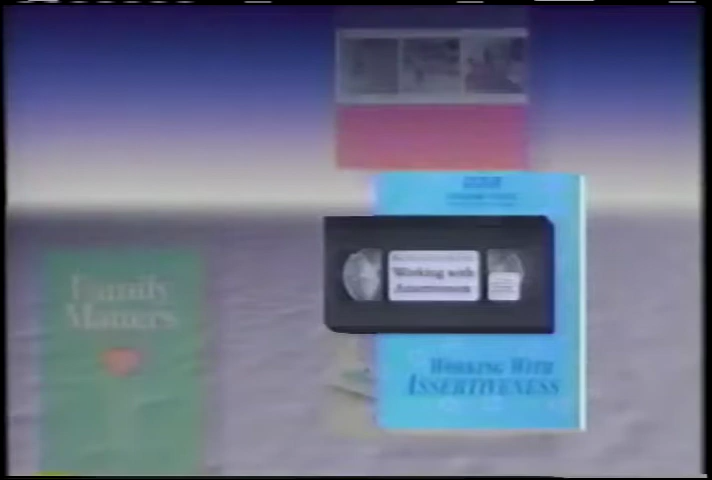 Working with
Assertiveness
WORKING WITH
ASSERTIVENESS
Family
Matters